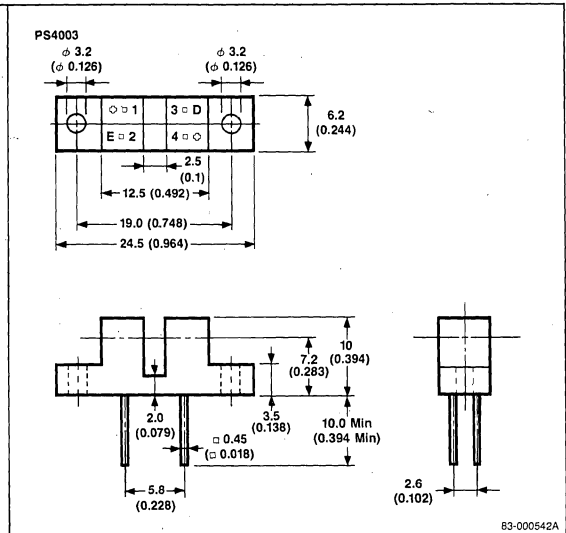 PS4003
ϕ 3.2
(ϕ 0.126)
ϕ 3.2
(ϕ 0.126)
1
3 □ D
E □ 2
4 □
6.2
(0.244)
2.5
(0.1)
12.5 (0.492)
19.0 (0.748)
24.5 (0.964)
7.2
(0.283)
10
(0.394)
2.0
(0.079)
3.5
(0.138)
□ 0.45
(□ 0.018)
10.0 Min
(0.394 Min)
5.8
(0.228)
2.6
(0.102)
83-000542A